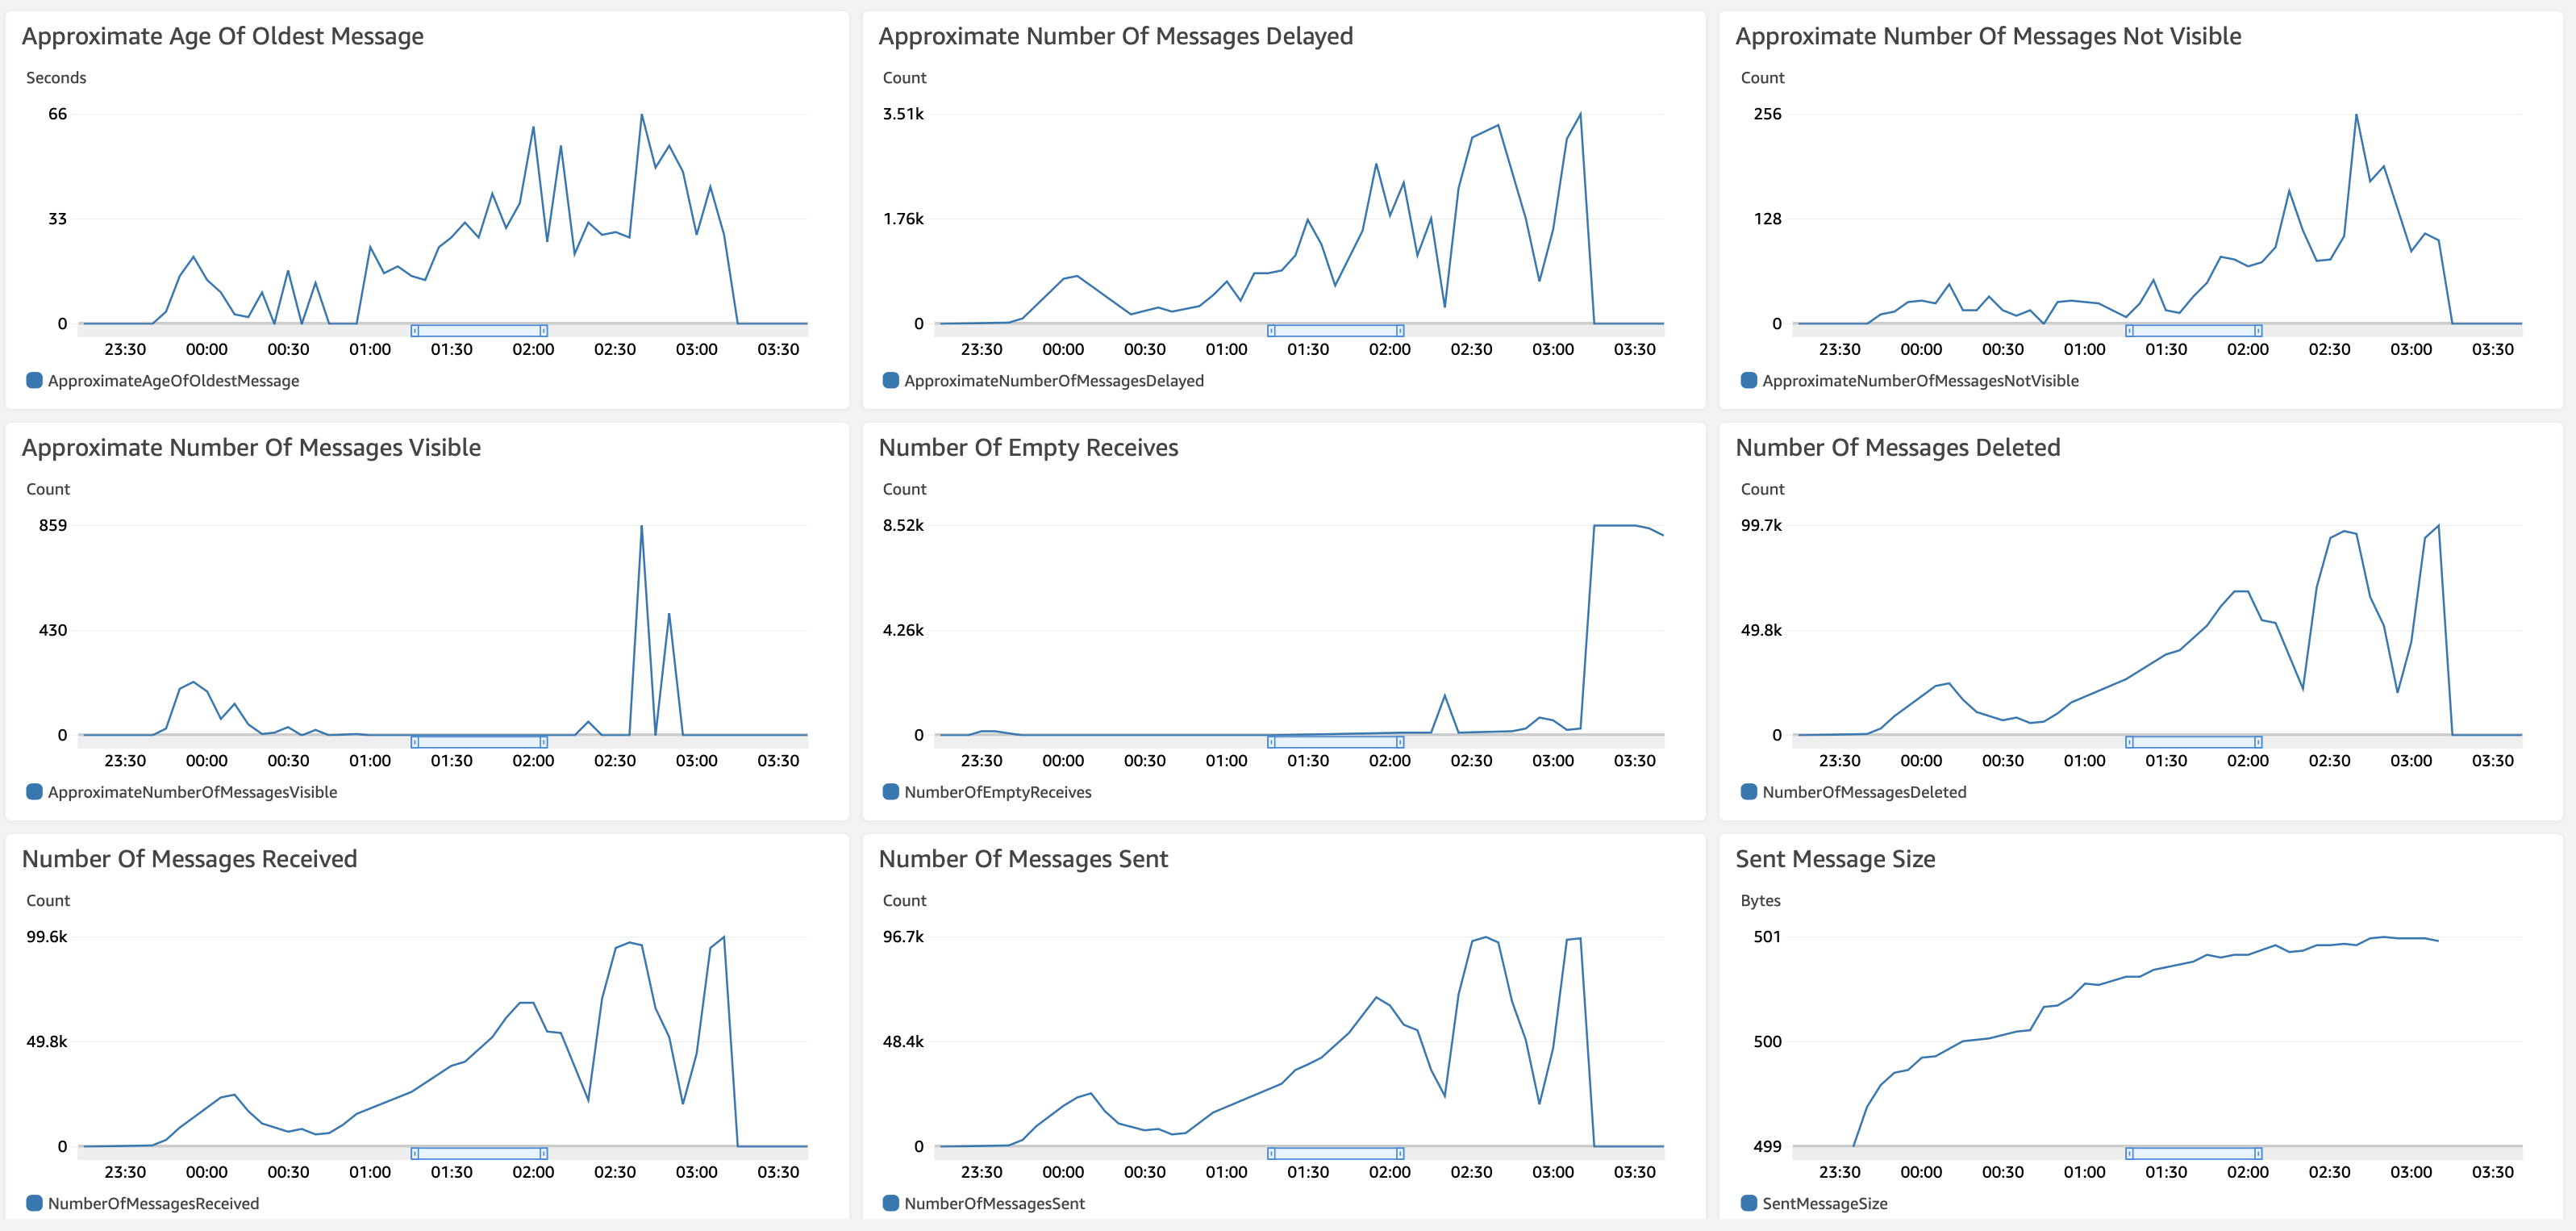 Approximate Age Of Oldest Message
Seconds
66
33
0
23:30 00:00 00:30 01:00 01:30 02:00 02:30 03:00 03:30
ApproximateAgeOfOldestMessage
Approximate Number Of Messages Delayed
Count
3.51k
1.76k
0
23:30 00:00 00:30 01:00 01:30 02:00 02:30 03:00 03:30
ApproximateNumberOfMessagesDelayed
Approximate Number Of Messages Not Visible
Count
256
128
0
23:30 00:00 00:30 01:00 01:30 02:00 02:30 03:00 03:30
ApproximateNumberOfMessagesNotVisible
Approximate Number Of Messages Visible
Count
859
430
0
23:30 00:00 00:30 01:00 01:30 02:00 02:30 03:00 03:30
ApproximateNumberOfMessagesVisible
Number Of Empty Receives
Count
8.52k
4.26k
0
23:30 00:00 00:30 01:00 01:30 02:00 02:30 03:00 03:30
NumberOfEmptyReceives
Number Of Messages Deleted
Count
99.7k
49.8k
0
23:30 00:00 00:30 01:00 01:30 02:00 02:30 03:00 03:30
NumberOfMessagesDeleted
Number Of Messages Received
Count
99.6k
49.8k
0
23:30 00:00 00:30 01:00 01:30 02:00 02:30 03:00 03:30
NumberOfMessagesReceived
Number Of Messages Sent
Count
96.7k
48.4k
0
23:30 00:00 00:30 01:00 01:30 02:00 02:30 03:00 03:30
NumberOfMessagesSent
Sent Message Size
Bytes
501
500
499
23:30 00:00 00:30 01:00 01:30 02:00 02:30 03:00 03:30
SentMessageSize